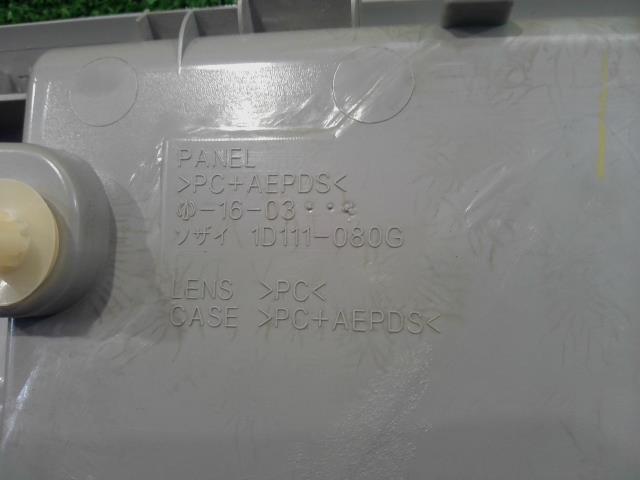 PANEL
>PC+AEPDS<
ゆ-16-03
ソザイ 1D111-080G
LENS >PC<
CASE >PC+AEPDS<